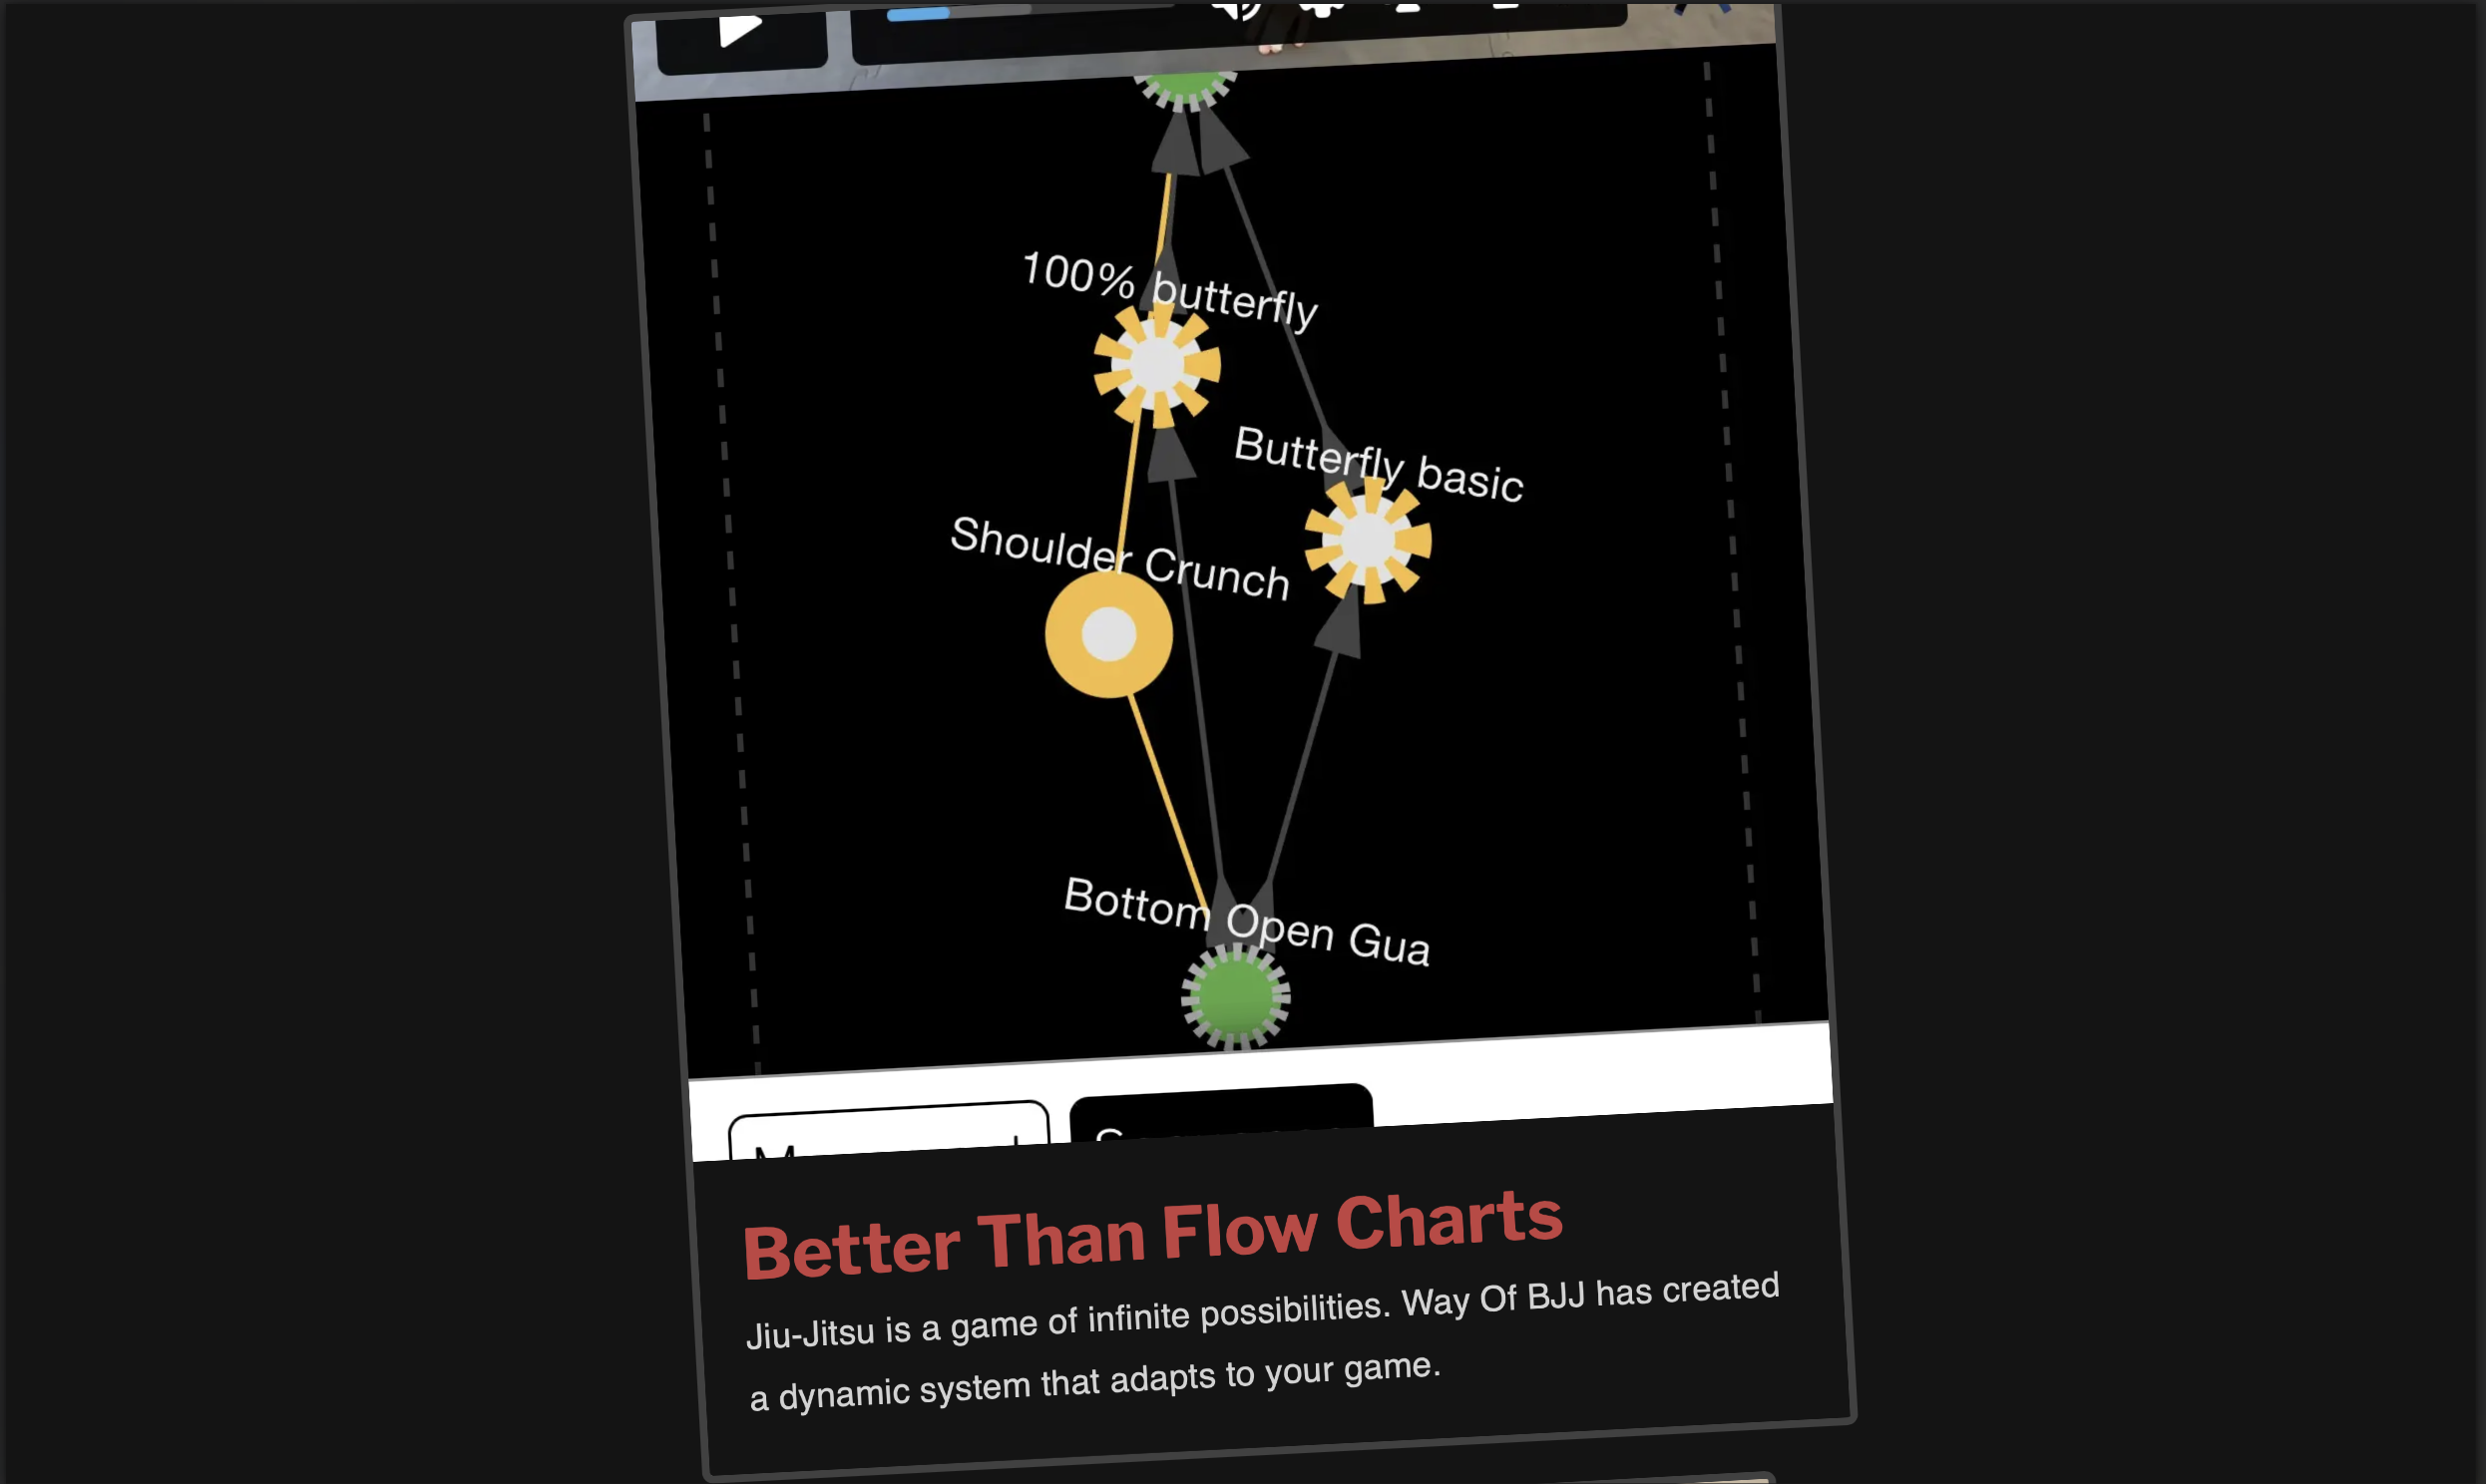 100% butterfly
Butterfly basic
Shoulder Crunch
Bottom Open Gua
Better Than Flow Charts
Jiu-Jitsu is a game of infinite possibilities. Way Of BJJ has created
a dynamic system that adapts to your game.